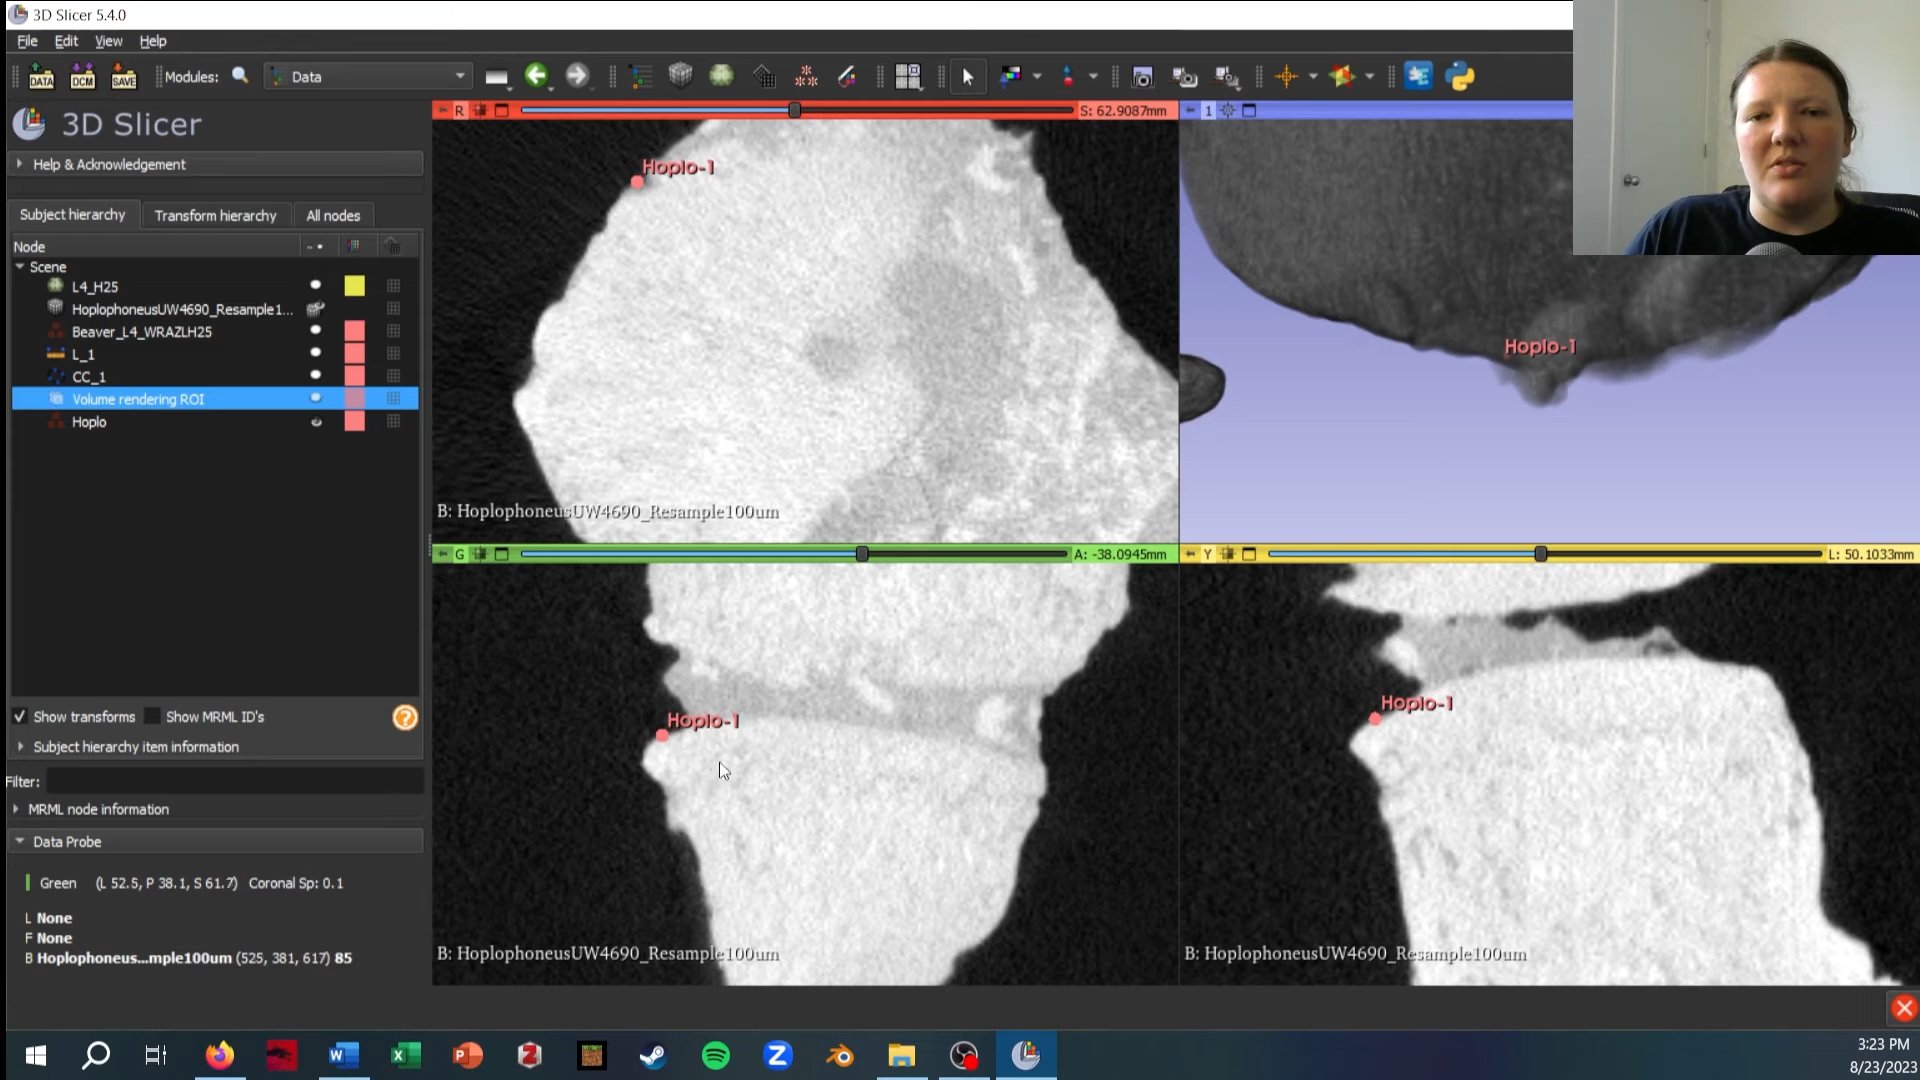 3D Slicer 5.4.0
File Edit View Help
DATA DCM SAVE Modules: Data
3D Slicer
Help & Acknowledgement
Subject hierarchy Transform hierarchy All nodes
Node
Scene
L4_H25
HoplophoneusUW4690_Resample1...
Beaver_L4_WRAZLH25
L_1
CC_1
Volume rendering ROI
Hoplo
Show transforms Show MRML ID's
Subject hierarchy item information
Filter:
MRML node information
Data Probe
Green (L 52.5, P 38.1, S 61.7) Coronal Sp: 0.1
L None
F None
B Hoplophoneus...mple100um (525, 381, 617) 85
R S: 62.9087mm
Hoplo-1
B: HoplophoneusUW4690_Resample100um
1
Hoplo-1
G A: -38.0945mm
Hoplo-1
B: HoplophoneusUW4690_Resample100um
Y L: 50.1033mm
Hoplo-1
B: HoplophoneusUW4690_Resample100um
3:23 PM
8/23/2023